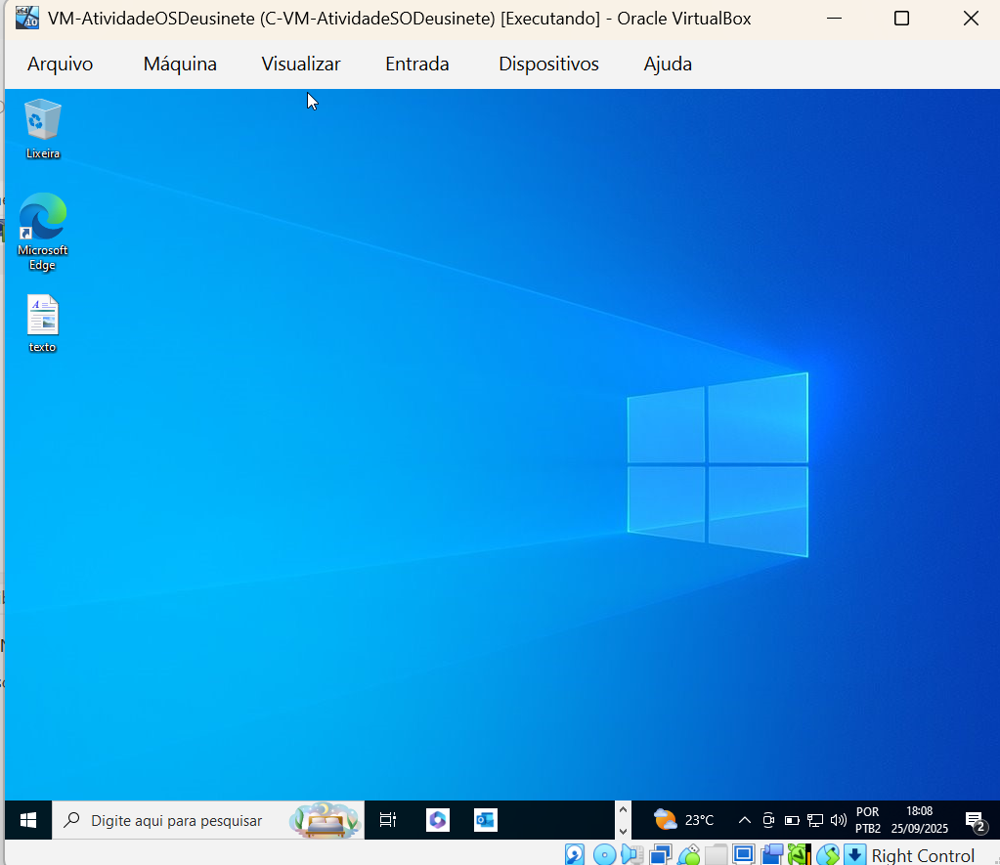 VM-AtividadeOSDeusinete (C-VM-AtividadeSODeusinete) [Executando] - Oracle VirtualBox
Arquivo Máquina Visualizar Entrada Dispositivos Ajuda
Lixeira
Microsoft
Edge
texto
Digite aqui para pesquisar
23°C
POR
PTB2
18:08
25/09/2025
2
Right Control